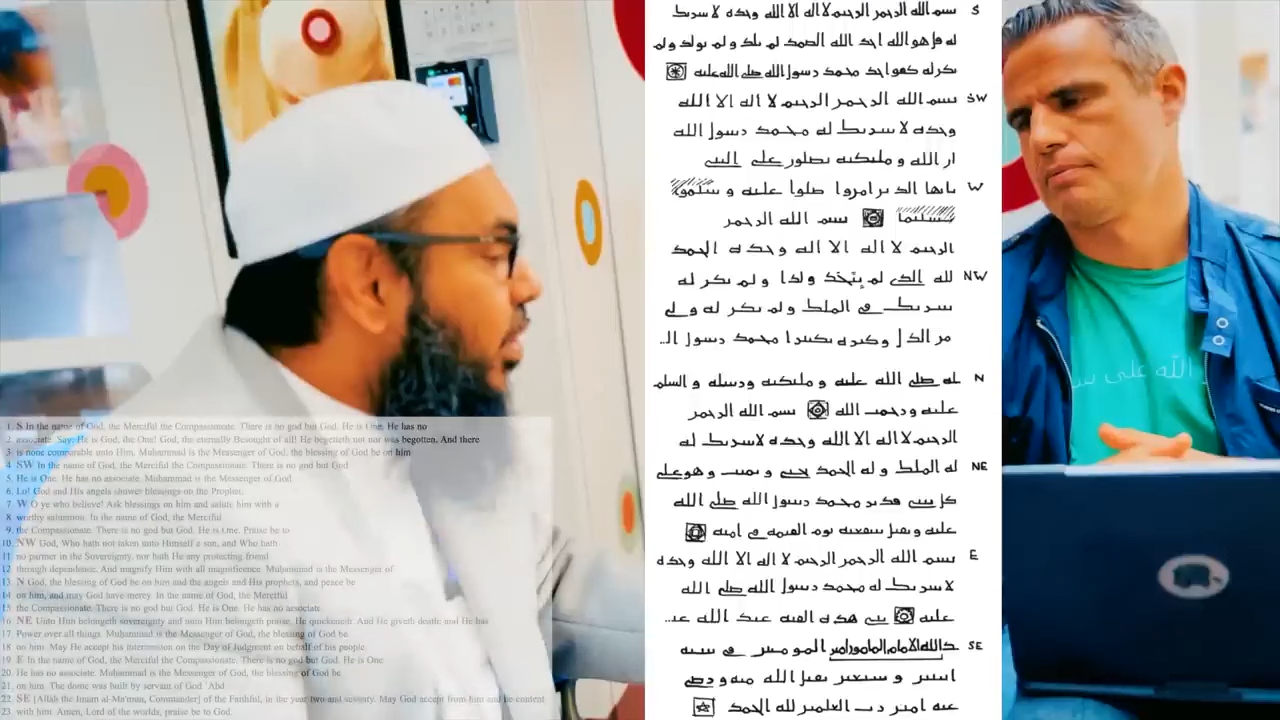 1. S In the name of God, the Merciful the Compassionate. There is no god but God. He is One. He has no
2. associate. Say: He is God, the One! God, the eternally Besought of all! He begetteth not nor was begotten. And there
3. is none comparable unto Him. Muhammad is the Messenger of God, the blessing of God be on him
4. SW In the name of God, the Merciful the Compassionate. There is no god but God
5. He is One. He has no associate. Muhammad is the Messenger of God
6. Lo! God and His angels shower blessings on the Prophet.
7. W O ye who believe! Ask blessings on him and salute him with a
8. worthy salutation. In the name of God, the Merciful
9. the Compassionate. There is no god but God. He is One. Praise be to
10. NW God, Who hath not taken unto Himself a son, and Who hath
11. no partner in the Sovereignty, nor hath He any protecting friend
12. through dependence. And magnify Him with all magnificence. Muhammad is the Messenger of
13. N God, the blessing of God be on him and the angels and His prophets, and peace be
14. on him, and may God have mercy. In the name of God, the Merciful
15. the Compassionate. There is no god but God. He is One. He has no associate
16. NE Unto Him belongeth sovereignty and unto Him belongeth praise. He quickeneth. And He giveth death; and He has
17. Power over all things. Muhammad is the Messenger of God, the blessing of God be
18. on him. May He accept his intercession on the Day of Judgment on behalf of his people
19. E In the name of God, the Merciful the Compassionate. There is no god but God. He is One
20. He has no associate. Muhammad is the Messenger of God, the blessing of God be
21. on him. The dome was built by servant of God ʿAbd
22. SE [Allah the Imam al-Ma'mun, Commander] of the Faithful, in the year two and seventy. May God accept from him and be content
23. with him. Amen, Lord of the worlds, praise be to God.
S بسم الله الرحمن الرحيم لا اله الا الله وحده لا شريك
له قل هو الله احد الله الصمد لم يلد ولم يولد ولم
يكن له كفوا احد محمد رسول الله صلى الله عليه
SW بسم الله الرحمن الرحيم لا اله الا الله
وحده لا شريك له محمد رسول الله
ان الله و ملئكته يصلون على النبي
W يايها الذين امنوا صلوا عليه و سلموا
تسليما بسم الله الرحمن
الرحيم لا اله الا الله وحده الحمد
NW لله الذي لم يتخذ ولدا ولم يكن له
شريك في الملك ولم يكن له ولي
من الذل وكبره تكبيرا محمد رسول ا..
N له صلى الله عليه و ملئكته ورسله و السلم
عليه ورحمت الله بسم الله الرحمن
الرحيم لا اله الا الله وحده لا شريك له
NE له الملك و له الحمد يحيي و يميت و هو على
كل شي قدير محمد رسول الله صلى الله
عليه و تقبل شفعته يوم القيمة في امته
E بسم الله الرحمن الرحيم لا اله الا الله وحده
لا شريك له محمد رسول الله صلى الله
عليه بنى هذه القبة عبد الله عبد..
SE الله الامام المامون امير المومنين في سنة
اثنتين و سبعين تقبل الله منه ورضي
عنه امين رب العلمين لله الحمد
الله على